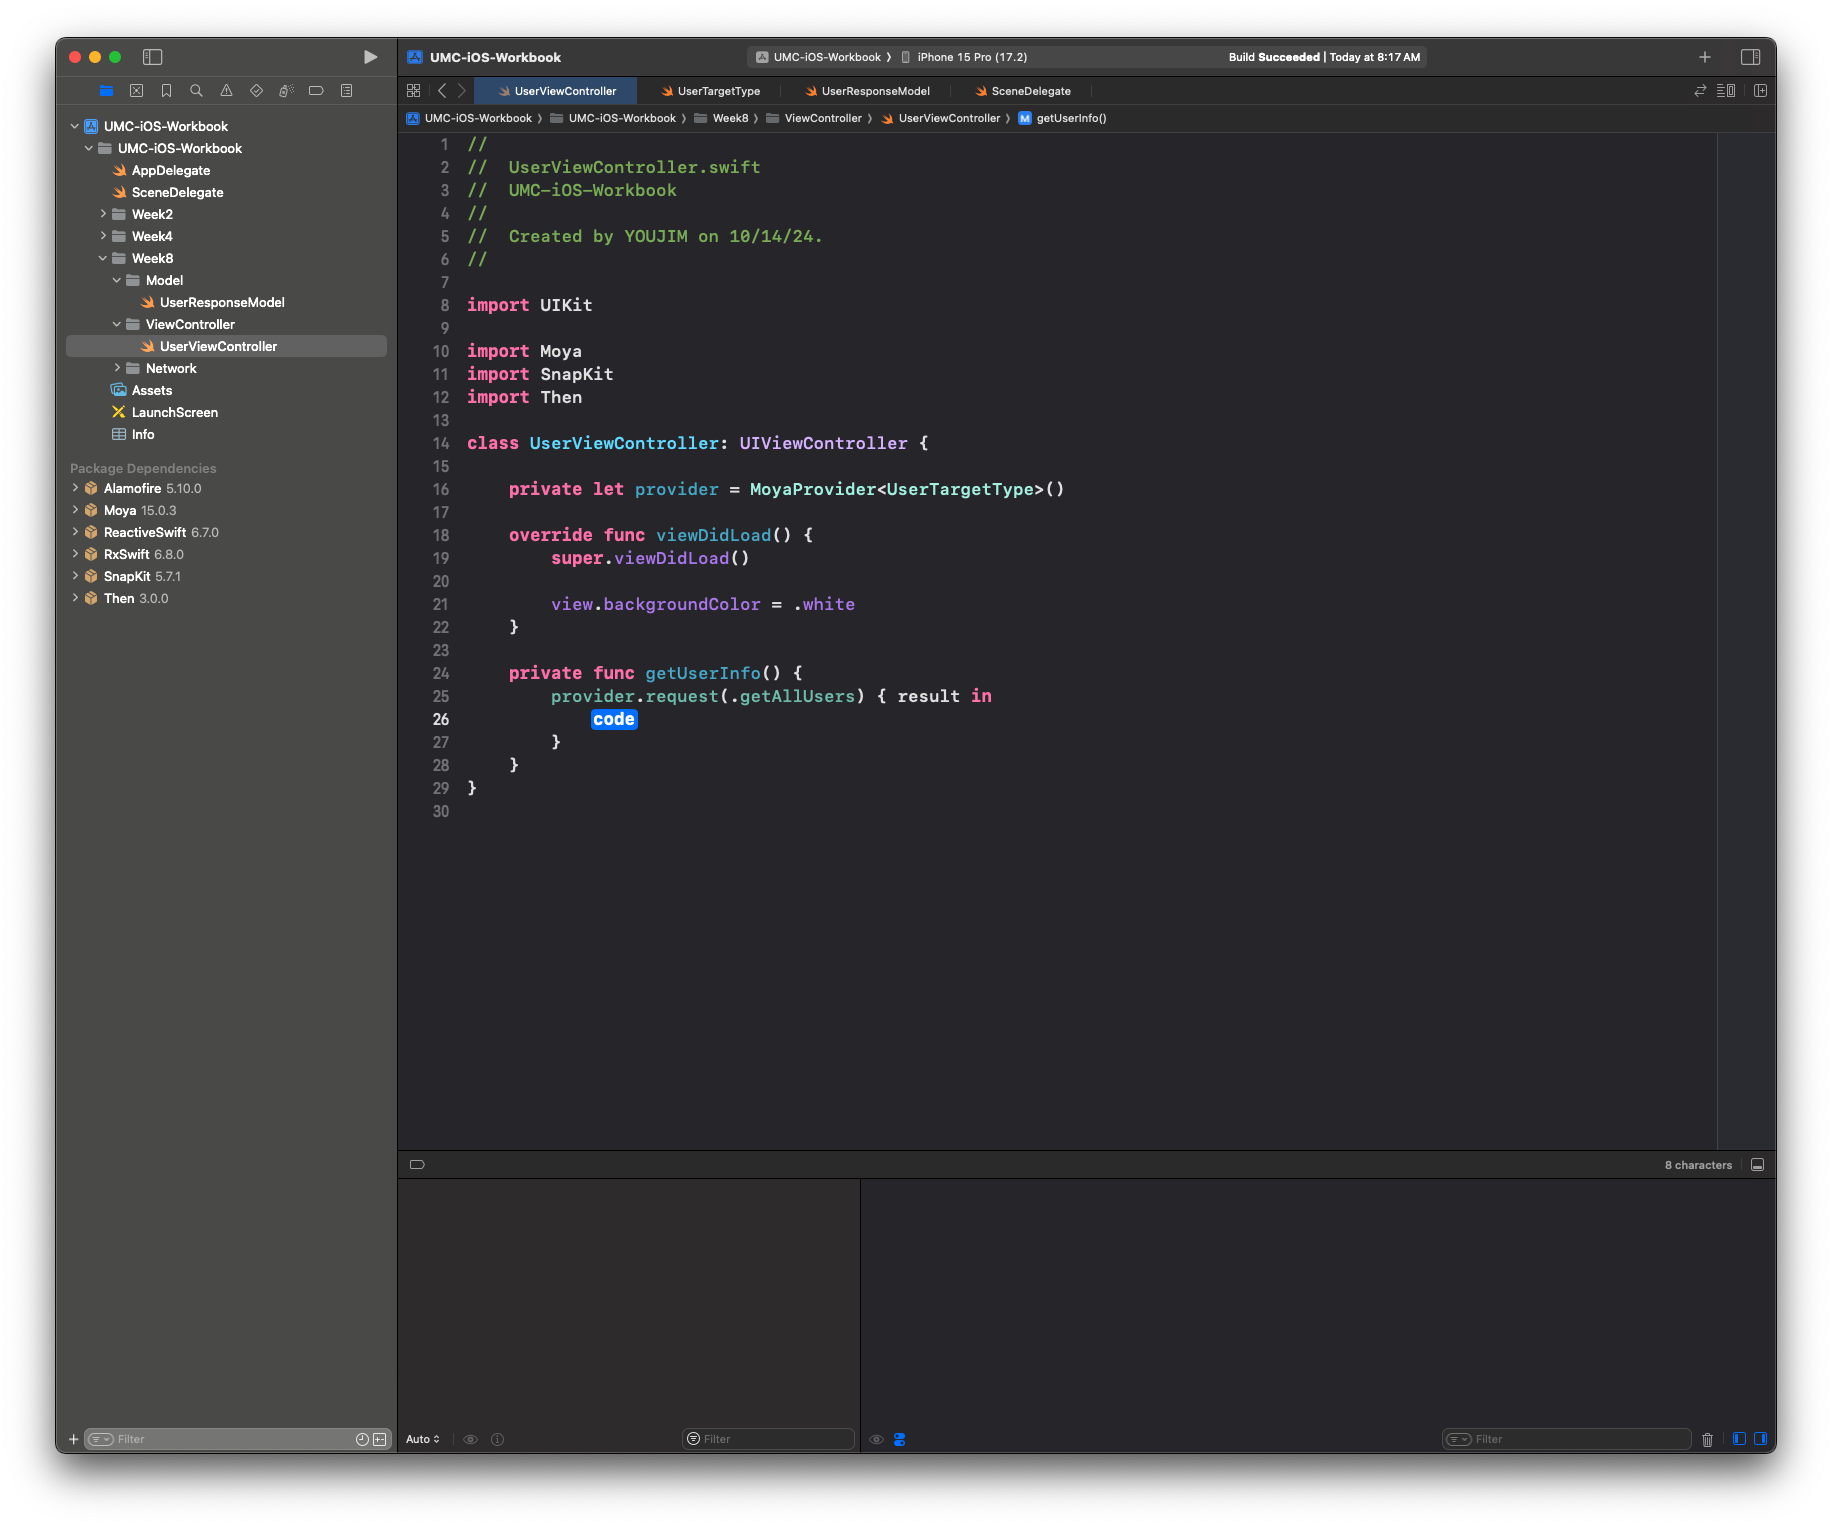 UMC-iOS-Workbook
UMC-iOS-Workbook
iPhone 15 Pro (17.2)
Build Succeeded | Today at 8:17 AM
UserViewController
UserTargetType
UserResponseModel
SceneDelegate
UMC-iOS-Workbook
UMC-iOS-Workbook
Week8
ViewController
UserViewController
M
getUserInfo()
UMC-iOS-Workbook
UMC-iOS-Workbook
AppDelegate
SceneDelegate
Week2
Week4
Week8
Model
UserResponseModel
ViewController
UserViewController
Network
Assets
LaunchScreen
Info
Package Dependencies
Alamofire 5.10.0
Moya 15.0.3
ReactiveSwift 6.7.0
RxSwift 6.8.0
SnapKit 5.7.1
Then 3.0.0
Filter
1 //
2 //  UserViewController.swift
3 //  UMC-iOS-Workbook
4 //
5 //  Created by YOUJIM on 10/14/24.
6 //
7
8 import UIKit
9
10 import Moya
11 import SnapKit
12 import Then
13
14 class UserViewController: UIViewController {
15
16     private let provider = MoyaProvider<UserTargetType>()
17
18     override func viewDidLoad() {
19         super.viewDidLoad()
20
21         view.backgroundColor = .white
22     }
23
24     private func getUserInfo() {
25         provider.request(.getAllUsers) { result in
26             code
27         }
28     }
29 }
30
8 characters
Auto
Filter
Filter